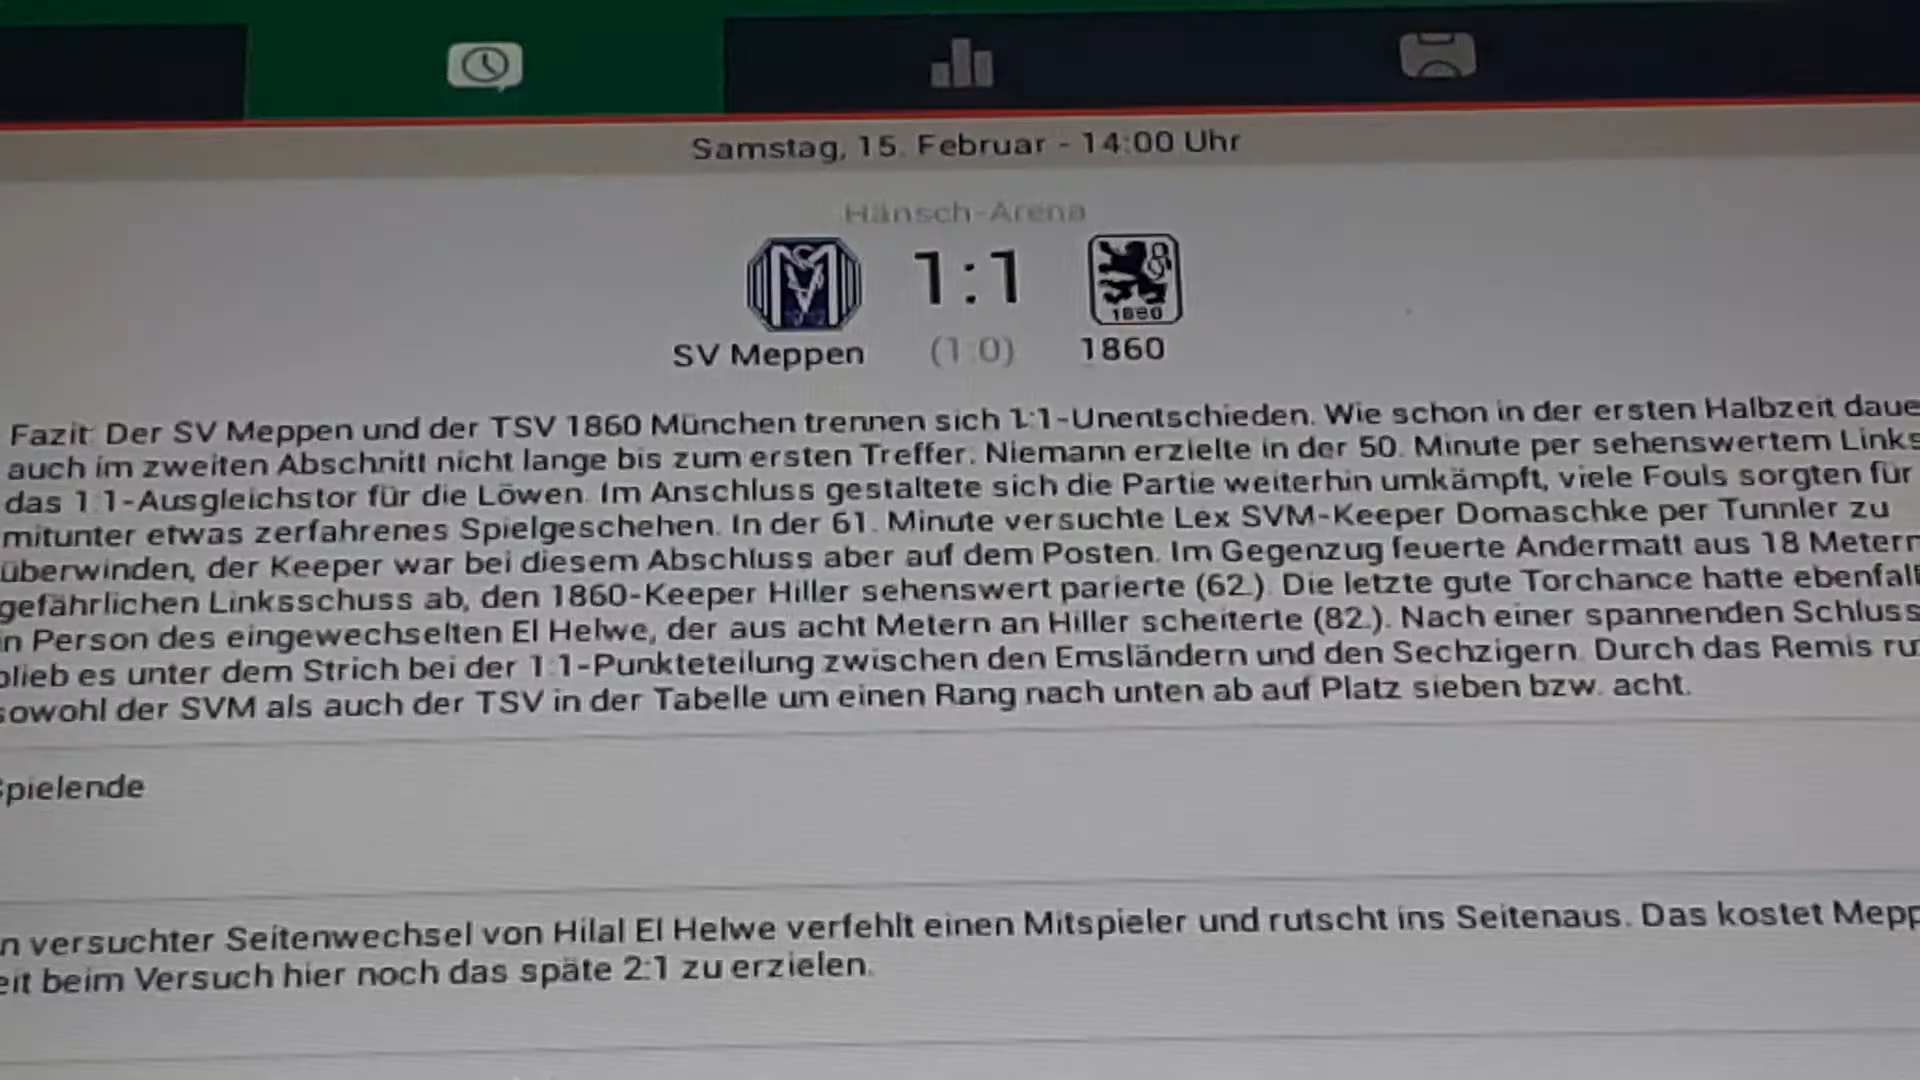 Samstag, 15. Februar - 14:00 Uhr
Hänsch-Arena
1:1
1860
SV Meppen (1:0) 1860
Fazit: Der SV Meppen und der TSV 1860 München trennen sich 1:1-Unentschieden. Wie schon in der ersten Halbzeit daue
auch im zweiten Abschnitt nicht lange bis zum ersten Treffer. Niemann erzielte in der 50. Minute per sehenswertem Links
das 1:1-Ausgleichstor für die Löwen. Im Anschluss gestaltete sich die Partie weiterhin umkämpft, viele Fouls sorgten für
mitunter etwas zerfahrenes Spielgeschehen. In der 61. Minute versuchte Lex SVM-Keeper Domaschke per Tunnler zu
überwinden, der Keeper war bei diesem Abschluss aber auf dem Posten. Im Gegenzug feuerte Andermatt aus 18 Metern
gefährlichen Linksschuss ab, den 1860-Keeper Hiller sehenswert parierte (62.). Die letzte gute Torchance hatte ebenfall
in Person des eingewechselten El Helwe, der aus acht Metern an Hiller scheiterte (82.). Nach einer spannenden Schluss
blieb es unter dem Strich bei der 1:1-Punkteteilung zwischen den Emsländern und den Sechzigern. Durch das Remis ru
sowohl der SVM als auch der TSV in der Tabelle um einen Rang nach unten ab auf Platz sieben bzw. acht.
Spielende
n versuchter Seitenwechsel von Hilal El Helwe verfehlt einen Mitspieler und rutscht ins Seitenaus. Das kostet Mepp
eit beim Versuch hier noch das späte 2:1 zu erzielen.